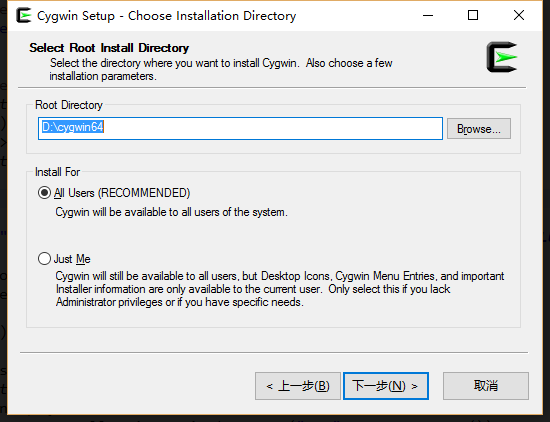 Cygwin Setup - Choose Installation Directory
Select Root Install Directory
Select the directory where you want to install Cygwin. Also choose a few
installation parameters.
Root Directory
D:\cygwin64
Browse...
Install For
All Users (RECOMMENDED)
Cygwin will be available to all users of the system.
Just Me
Cygwin will still be available to all users, but Desktop Icons, Cygwin Menu Entries, and important
Installer information are only available to the current user. Only select this if you lack
Administrator privileges or if you have specific needs.
< 上一步(B)
下一步(N) >
取消